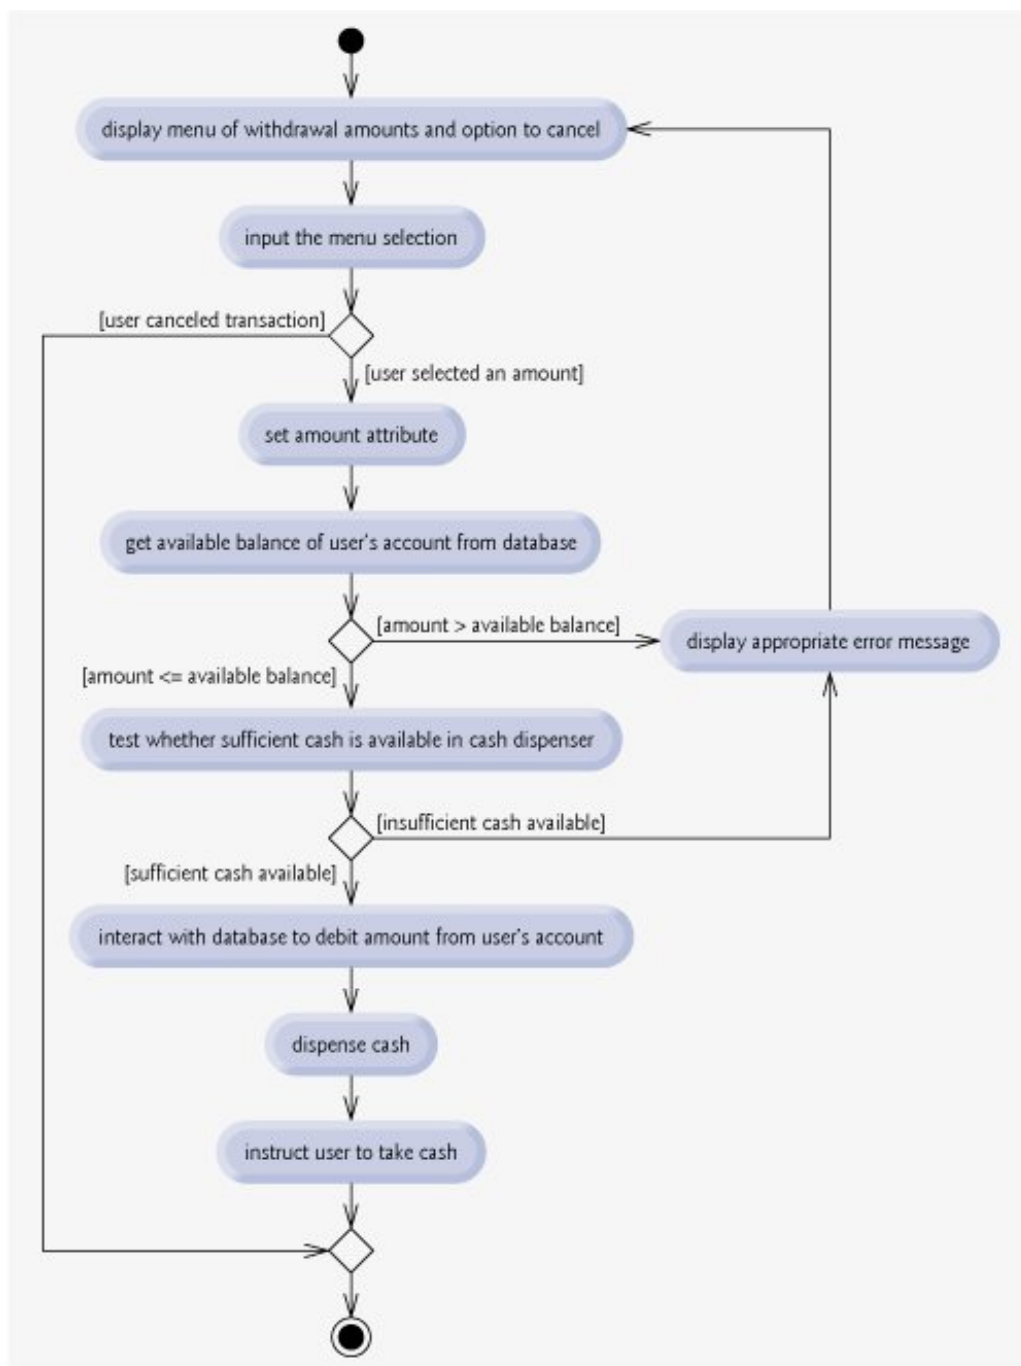 display menu of withdrawal amounts and option to cancel
input the menu selection
[user canceled transaction]
[user selected an amount]
set amount attribute
get available balance of user's account from database
[amount > available balance]
display appropriate error message
[amount <= available balance]
test whether sufficient cash is available in cash dispenser
[insufficient cash available]
[sufficient cash available]
interact with database to debit amount from user's account
dispense cash
instruct user to take cash